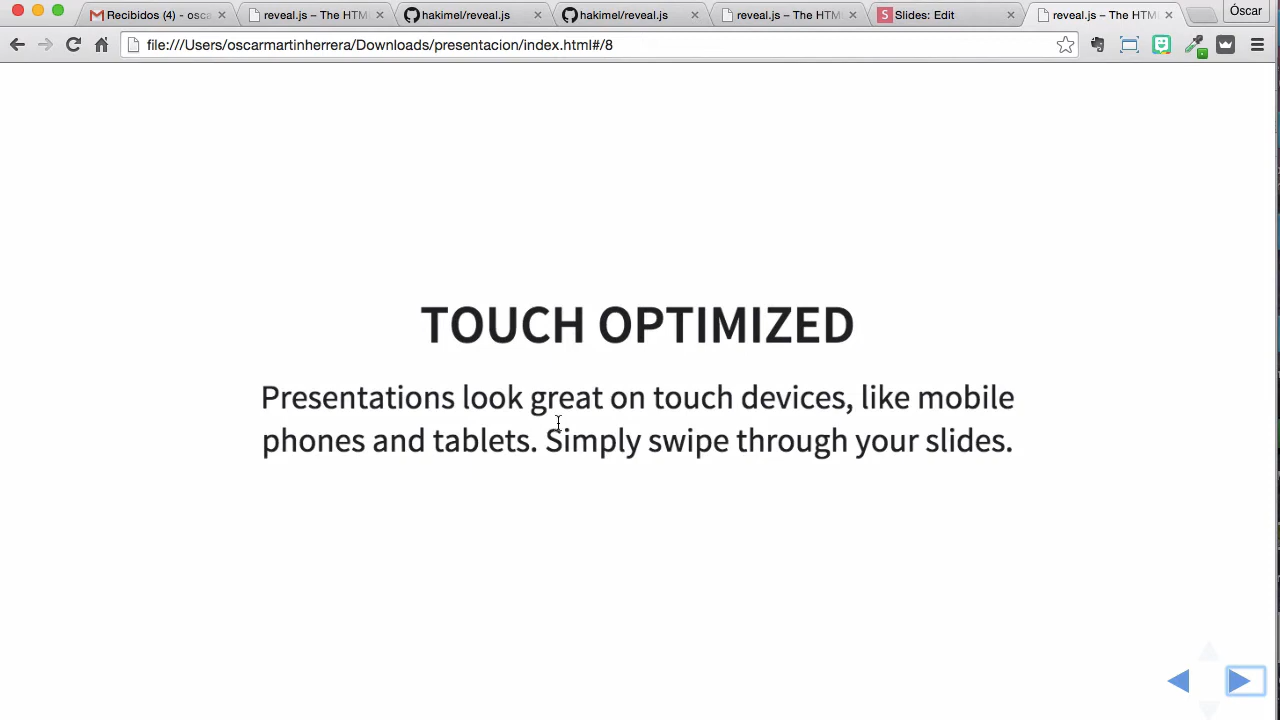 Recibidos (4) - osca
reveal.js – The HTM
hakimel/reveal.js
hakimel/reveal.js
reveal.js – The HTM
S Slides: Edit
reveal.js – The HTM
Óscar
file:///Users/oscarmartinherrera/Downloads/presentacion/index.html#/8
TOUCH OPTIMIZED
Presentations look great on touch devices, like mobile
phones and tablets. Simply swipe through your slides.